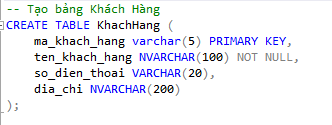 -- Tạo bảng Khách Hàng
CREATE TABLE KhachHang (
    ma_khach_hang varchar(5) PRIMARY KEY,
    ten_khach_hang NVARCHAR(100) NOT NULL,
    so_dien_thoai VARCHAR(20),
    dia_chi NVARCHAR(200)
);